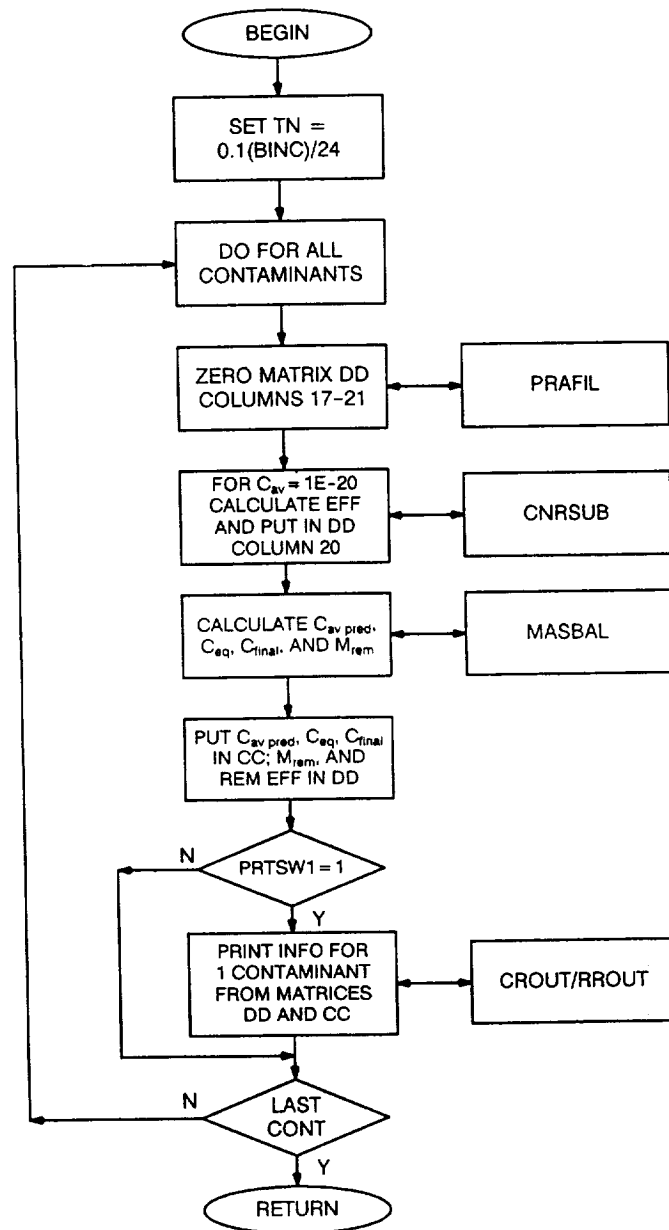 BEGIN
SET TN =
0.1(BINC)/24
DO FOR ALL
CONTAMINANTS
ZERO MATRIX DD
COLUMNS 17-21
PRAFIL
FOR Cav = 1E-20
CALCULATE EFF
AND PUT IN DD
COLUMN 20
CNRSUB
CALCULATE Cav pred,
Ceq, Cfinal, AND Mrem
MASBAL
PUT Cav pred, Ceq, Cfinal
IN CC; Mrem, AND
REM EFF IN DD
N
PRTSW1 = 1
Y
PRINT INFO FOR
1 CONTAMINANT
FROM MATRICES
DD AND CC
CROUT/RROUT
N
LAST
CONT
Y
RETURN